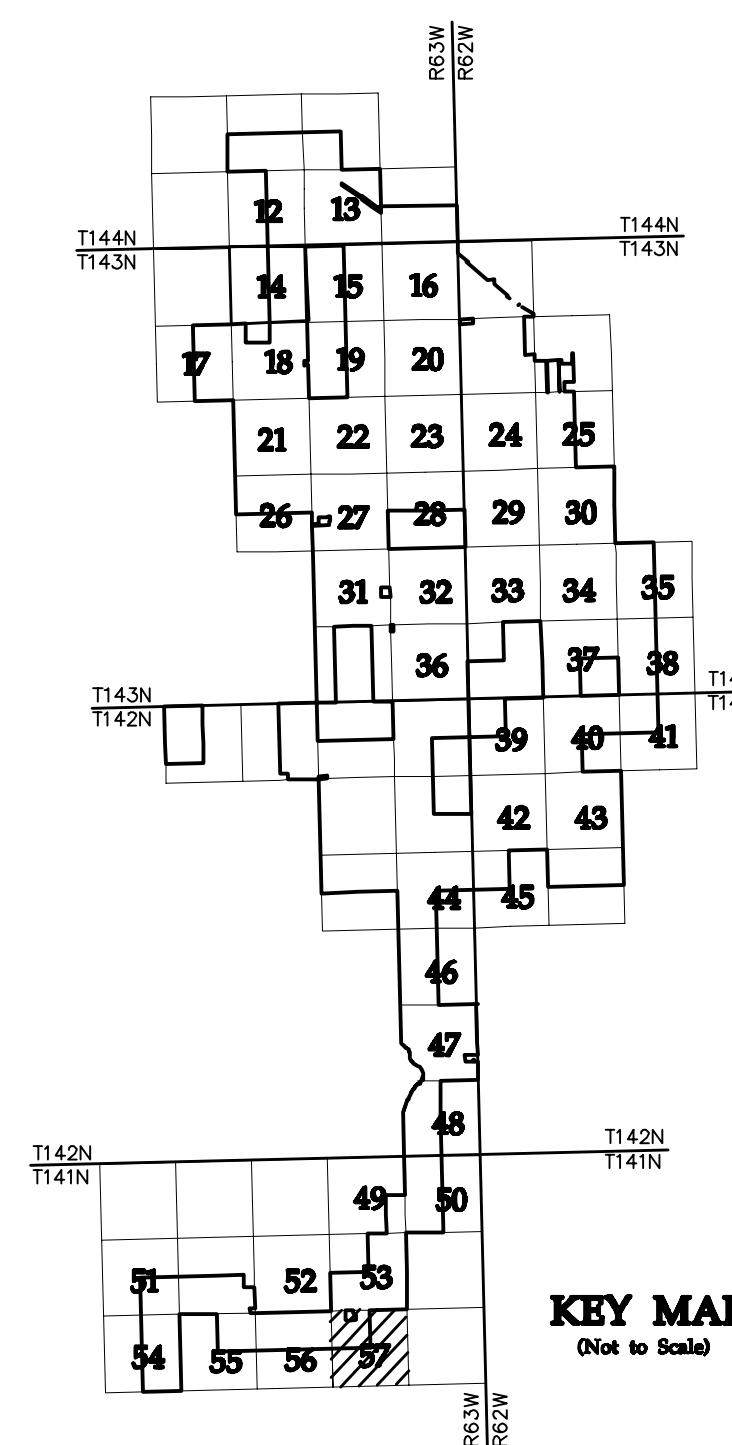 R63W
R62W
12 13
T144N T144N
T143N T143N
14 15 16
17 18 19 20
21 22 23 24 25
26 27 28 29 30
31 32 33 34 35
36 37 38
T143N
T142N
39 40 41
42 43
44 45
46
47
48
T142N T142N
T141N T141N
49 50
51 52 53
54 55 56 57
KEY MAP
(Not to Scale)
R63W
R62W